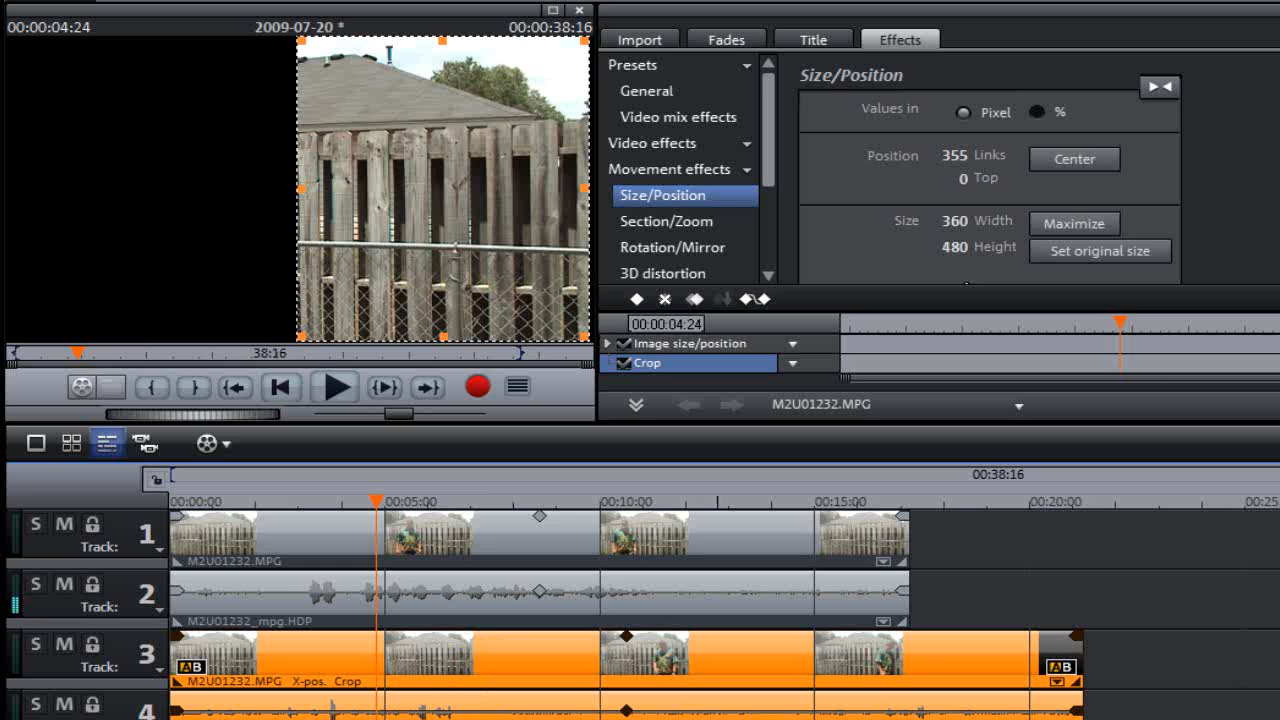 00:00:04:24 2009-07-20 * 00:00:38:16
38:16
Import Fades Title Effects
Presets
General
Video mix effects
Video effects
Movement effects
Size/Position
Section/Zoom
Rotation/Mirror
3D distortion
Size/Position
Values in Pixel %
Position 355 Links Center
0 Top
Size 360 Width Maximize
480 Height Set original size
00:00:04:24
Image size/position
Crop
M2U01232.MPG
00:38:16
00:00:00 00:05:00 00:10:00 00:15:00 00:20:00 00:25
S M 1
Track:
M2U01232.MPG
S M 2
Track:
M2U01232_mpg.HDP
S M 3
Track:
AB AB
M2U01232.MPG X-pos. Crop
S M 4